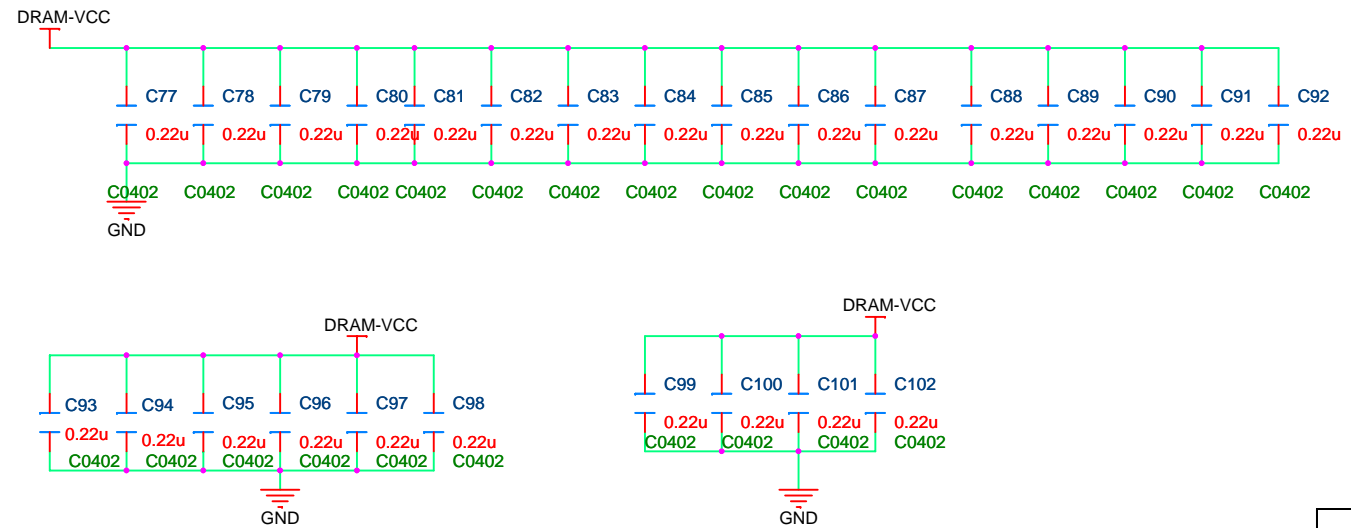 DRAM-VCC
C77 C78 C79 C80 C81 C82 C83 C84 C85 C86 C87 C88 C89 C90 C91 C92
0.22u 0.22u 0.22u 0.22u 0.22u 0.22u 0.22u 0.22u 0.22u 0.22u 0.22u 0.22u 0.22u 0.22u 0.22u 0.22u
C0402 C0402 C0402 C0402 C0402 C0402 C0402 C0402 C0402 C0402 C0402 C0402 C0402 C0402 C0402 C0402
GND
DRAM-VCC
C93 C94 C95 C96 C97 C98
0.22u 0.22u 0.22u 0.22u 0.22u 0.22u
C0402 C0402 C0402 C0402 C0402 C0402
GND
DRAM-VCC
C99 C100 C101 C102
0.22u 0.22u 0.22u 0.22u
C0402 C0402 C0402 C0402
GND